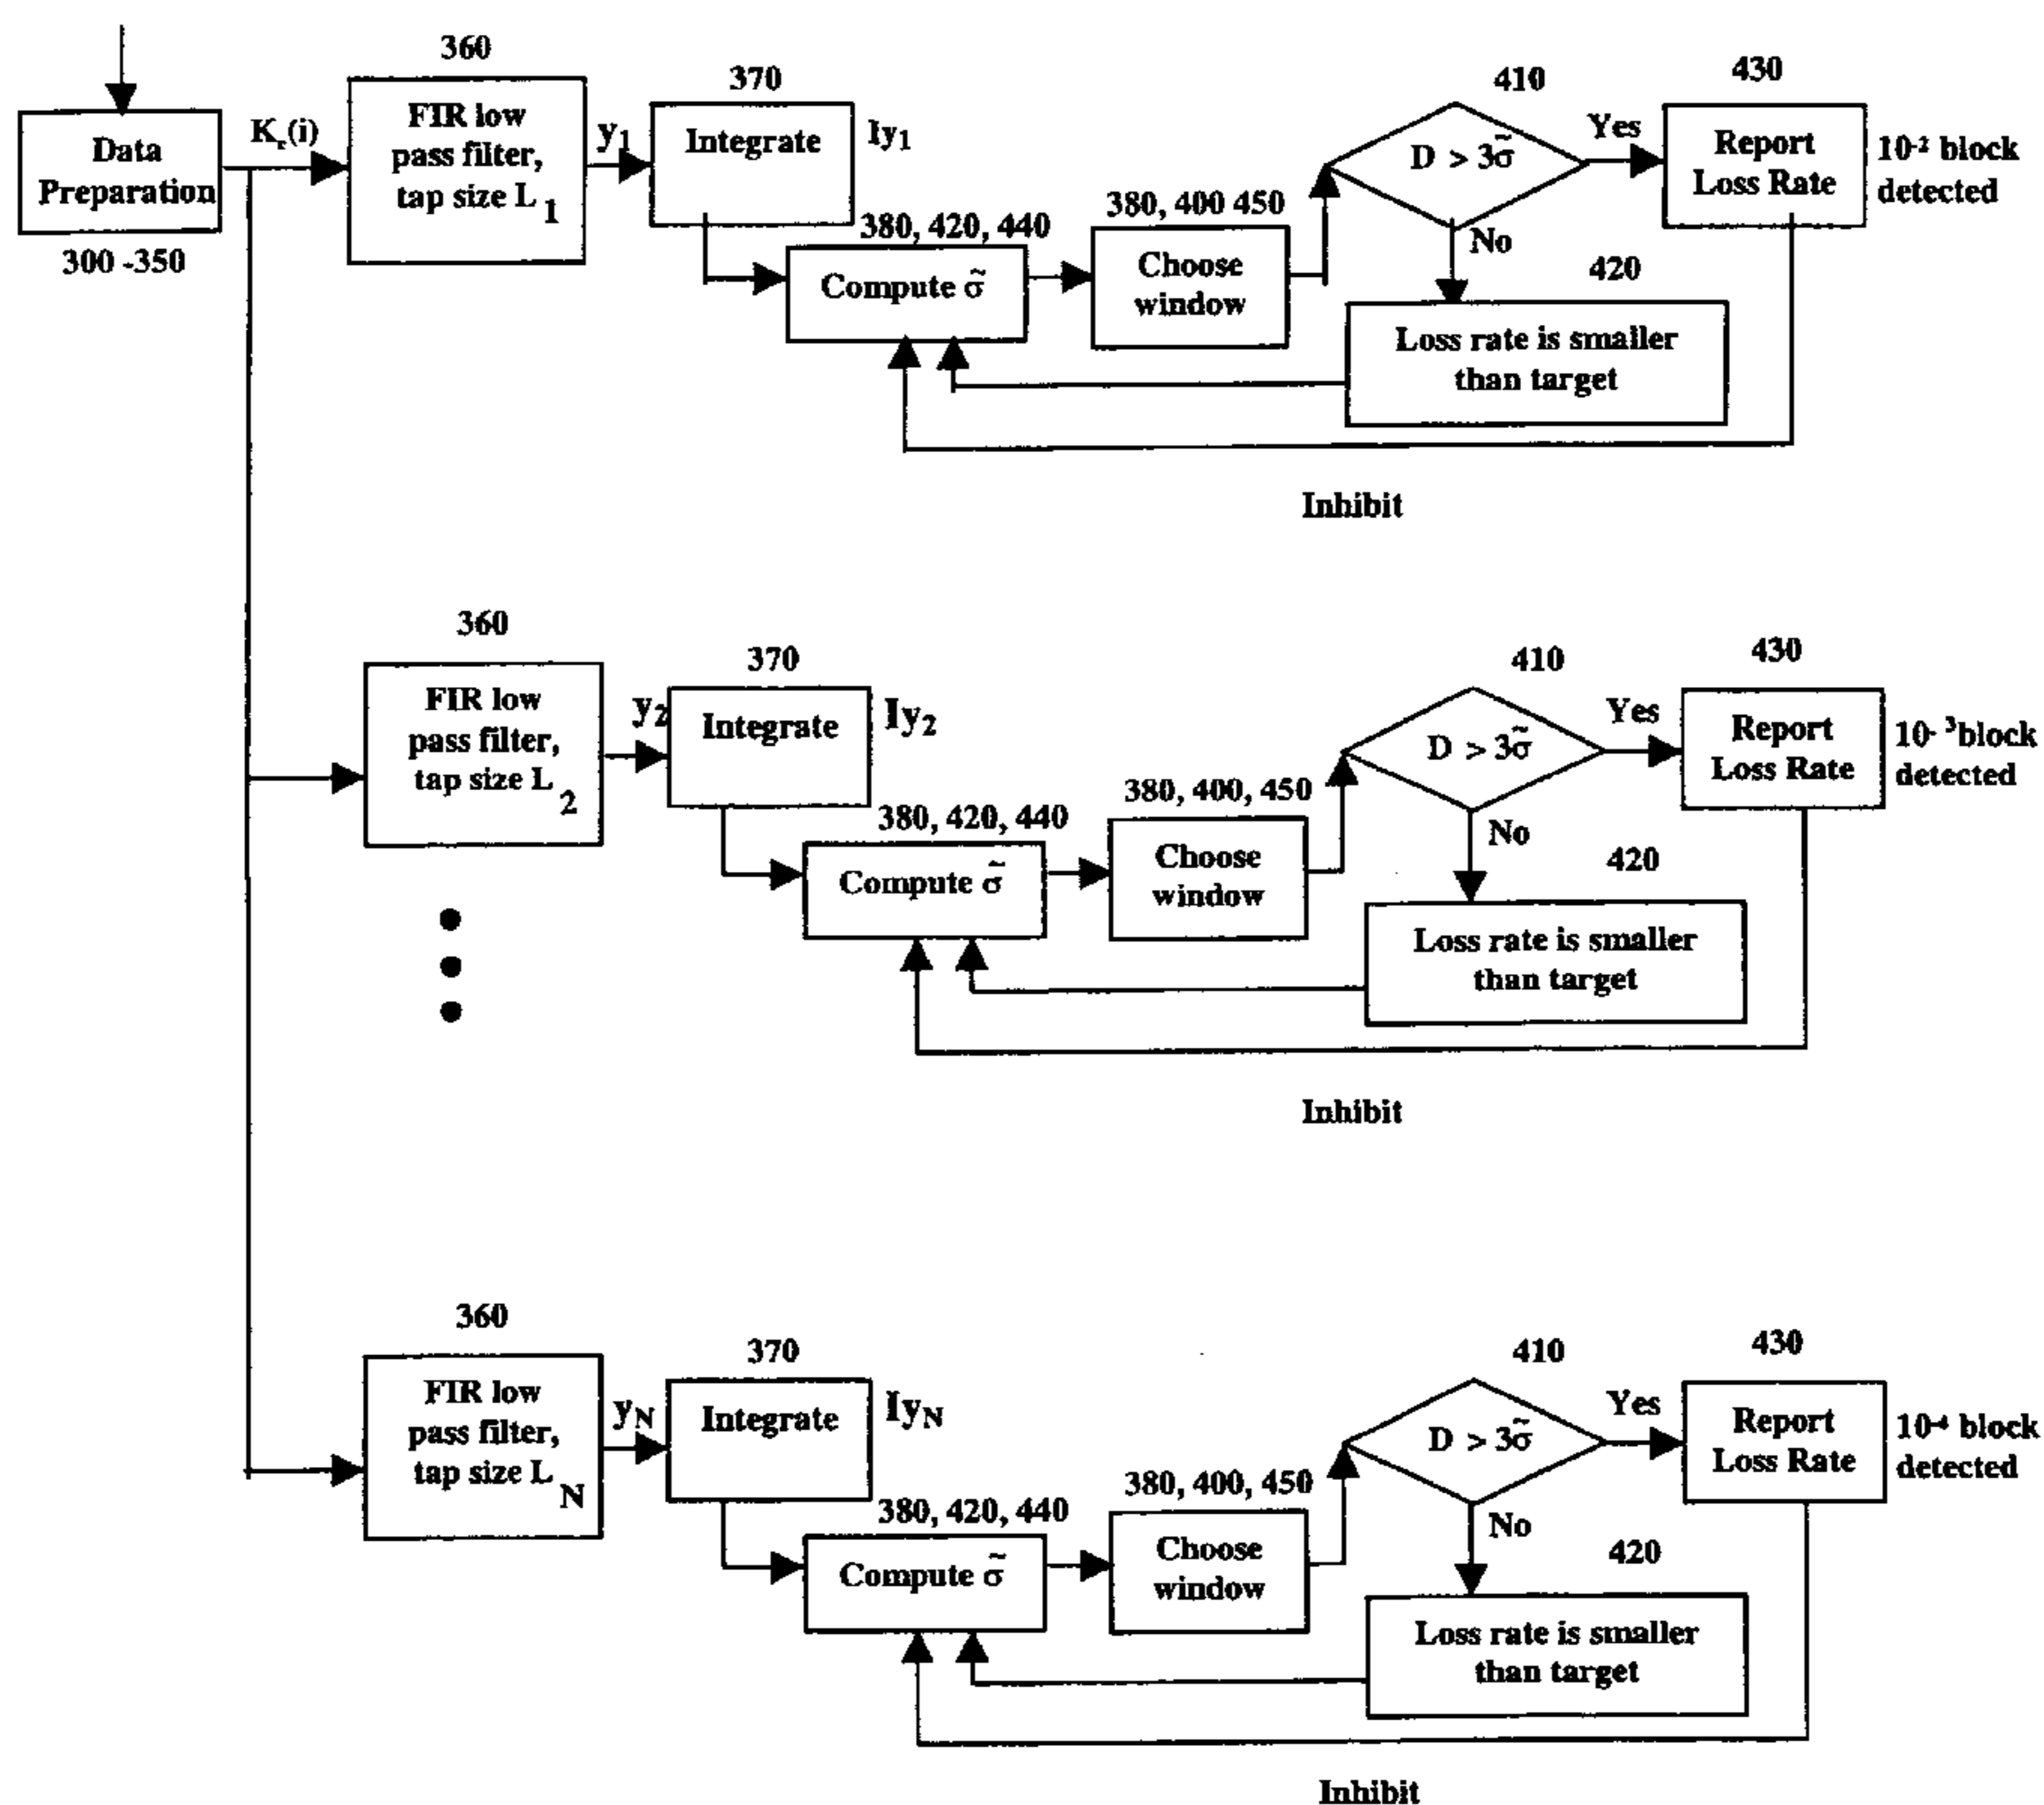 360
FIR low
pass filter,
tap size L₁
370
Integrate
Iy₁
410
D > 3σ̃
Yes
No
430
Report
Loss Rate
10⁻² block
detected
Data
Preparation
300 -350
Kᵣ(i)
y₁
380, 420, 440
Compute σ̃
380, 400 450
Choose
window
420
Loss rate is smaller
than target
Inhibit
360
FIR low
pass filter,
tap size L₂
y₂
370
Integrate
Iy₂
380, 420, 440
Compute σ̃
380, 400, 450
Choose
window
410
D > 3σ̃
Yes
No
430
Report
Loss Rate
10⁻³ block
detected
420
Loss rate is smaller
than target
Inhibit
360
FIR low
pass filter,
tap size L_N
y_N
370
Integrate
Iy_N
380, 420, 440
Compute σ̃
380, 400, 450
Choose
window
410
D > 3σ̃
Yes
No
430
Report
Loss Rate
10⁻⁴ block
detected
420
Loss rate is smaller
than target
Inhibit